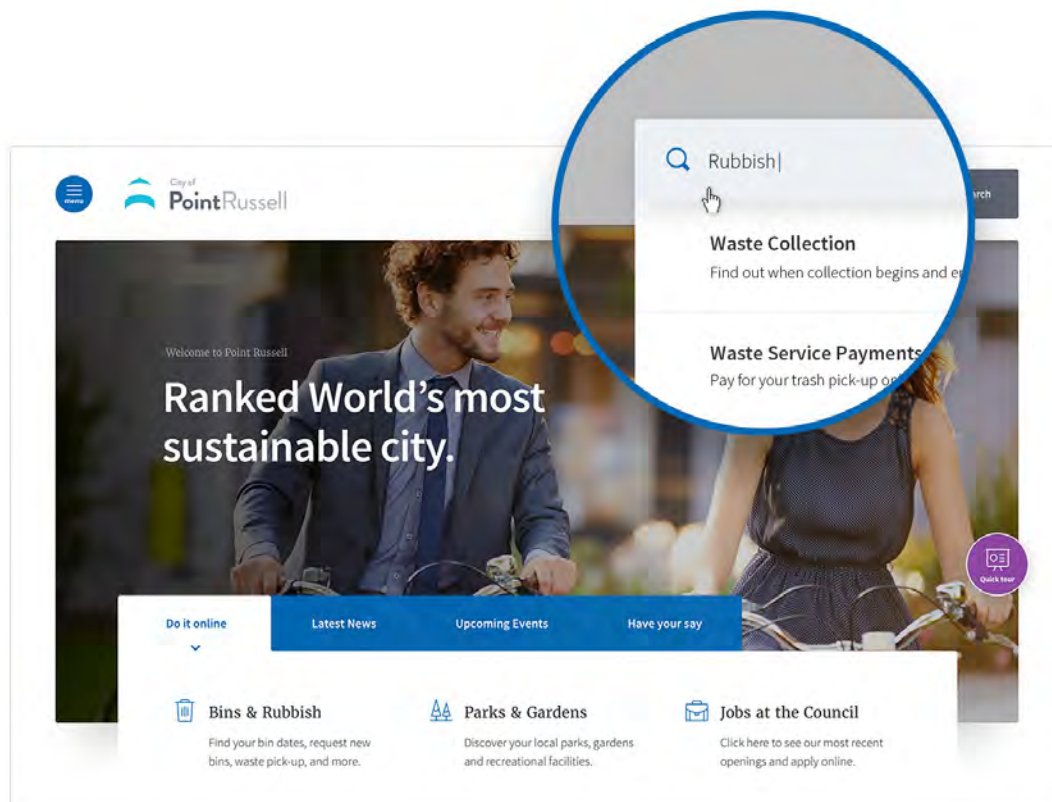 Rubbish
Waste Collection
Find out when collection begins and
Waste Service Payments
Pay for your trash pick-up
menu
City of
PointRussell
Welcome to Point Russell
Ranked World's most
sustainable city.
Quick tour
Do it online
Latest News
Upcoming Events
Have your say
Bins & Rubbish
Find your bin dates, request new
bins, waste pick-up, and more.
Parks & Gardens
Discover your local parks, gardens
and recreational facilities.
Jobs at the Council
Click here to see our most recent
openings and apply online.